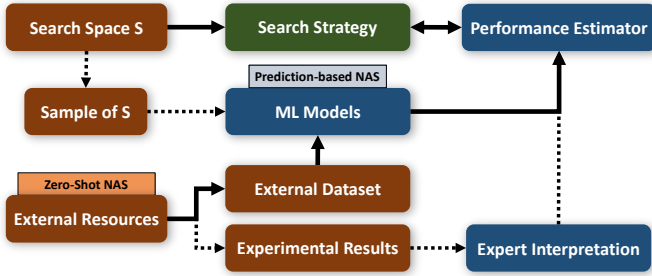 Search Space S
Search Strategy
Performance Estimator
Prediction-based NAS
Sample of S
ML Models
Zero-Shot NAS
External Dataset
External Resources
Experimental Results
Expert Interpretation